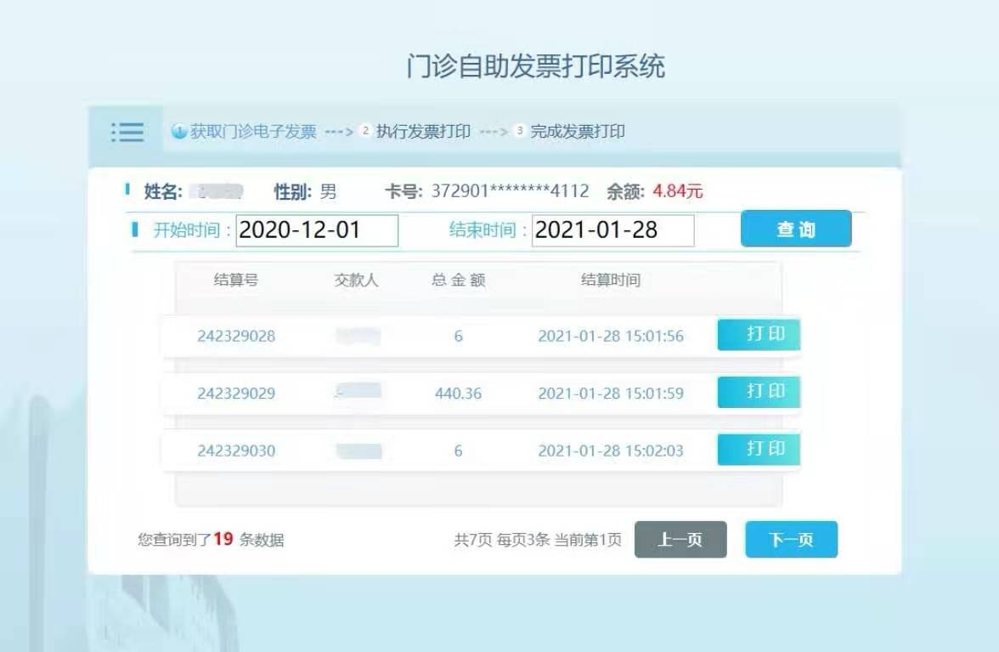 门诊自助发票打印系统
1 获取门诊电子发票 ---> 2 执行发票打印 ---> 3 完成发票打印
姓名: 性别: 男 卡号: 372901********4112 余额: 4.84元
开始时间: 2020-12-01 结束时间: 2021-01-28 查询
结算号 交款人 总金额 结算时间
242329028 6 2021-01-28 15:01:56 打印
242329029 440.36 2021-01-28 15:01:59 打印
242329030 6 2021-01-28 15:02:03 打印
您查询到了19 条数据 共7页 每页3条 当前第1页 上一页 下一页